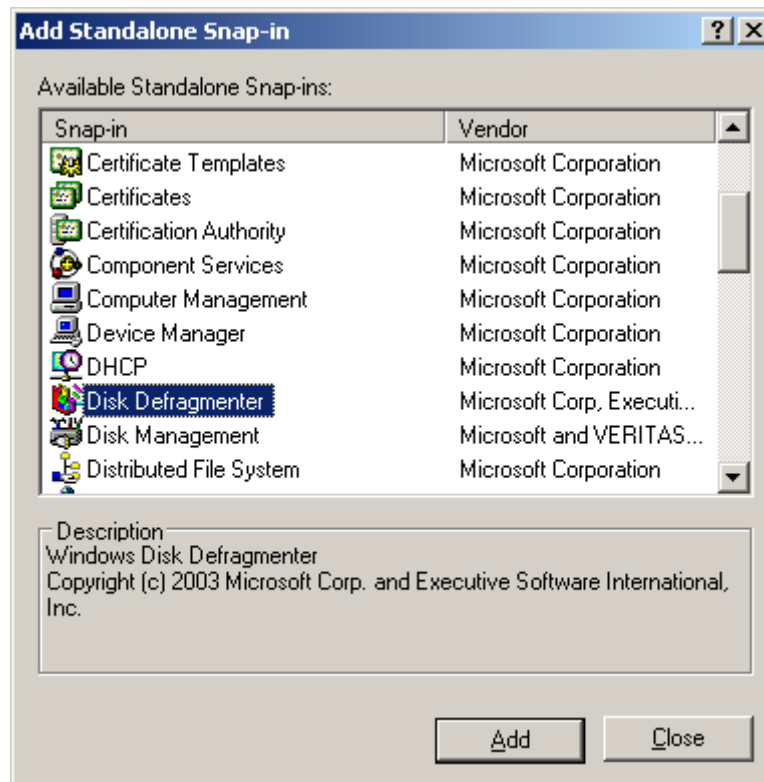 Add Standalone Snap-in
Available Standalone Snap-ins:
Snap-in Vendor
Certificate Templates Microsoft Corporation
Certificates Microsoft Corporation
Certification Authority Microsoft Corporation
Component Services Microsoft Corporation
Computer Management Microsoft Corporation
Device Manager Microsoft Corporation
DHCP Microsoft Corporation
Disk Defragmenter Microsoft Corp, Executi...
Disk Management Microsoft and VERITAS...
Distributed File System Microsoft Corporation
Description
Windows Disk Defragmenter
Copyright (c) 2003 Microsoft Corp. and Executive Software International,
Inc.
Add Close